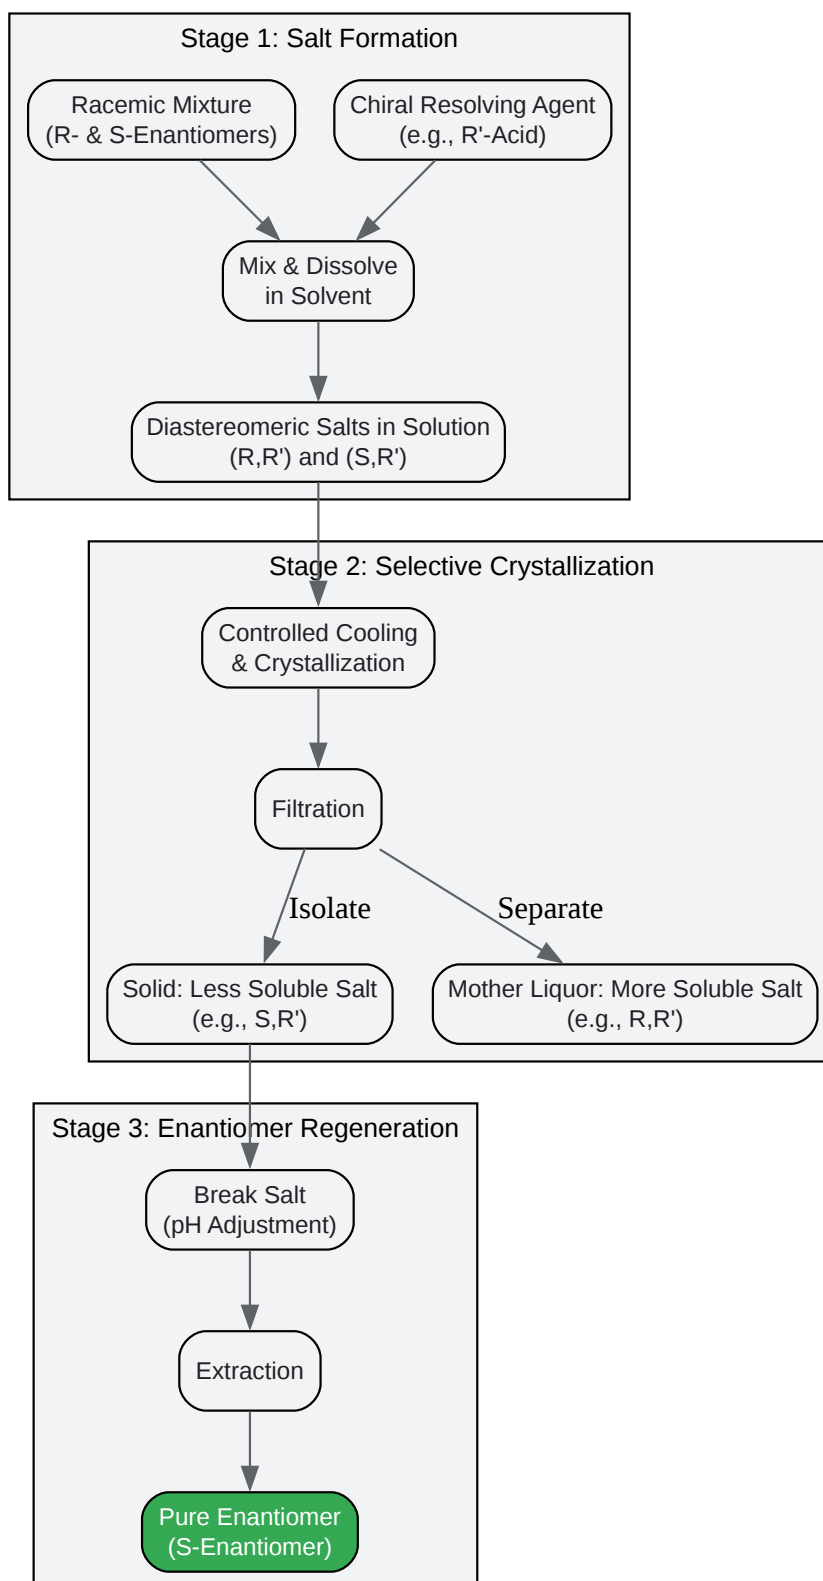 Stage 1: Salt Formation
Racemic Mixture
(R- & S-Enantiomers)
Chiral Resolving Agent
(e.g., R'-Acid)
Mix & Dissolve
in Solvent
Diastereomeric Salts in Solution
(R,R') and (S,R')
Stage 2: Selective Crystallization
Controlled Cooling
& Crystallization
Filtration
Isolate
Separate
Solid: Less Soluble Salt
(e.g., S,R')
Mother Liquor: More Soluble Salt
(e.g., R,R')
Stage 3: Enantiomer Regeneration
Break Salt
(pH Adjustment)
Extraction
Pure Enantiomer
(S-Enantiomer)